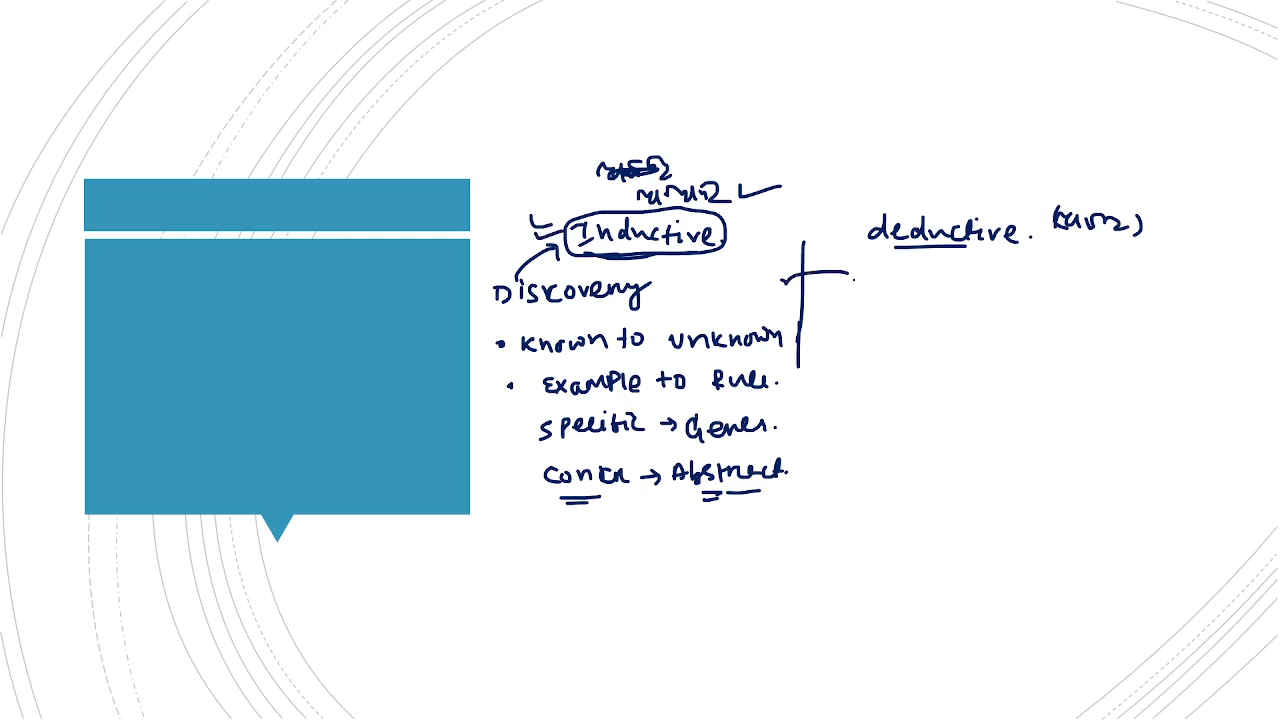 Inductive.
deductive.
Discovery
• Known to unknown
• Example to Rule.
Specific → Gener.
Concr → Abstract.